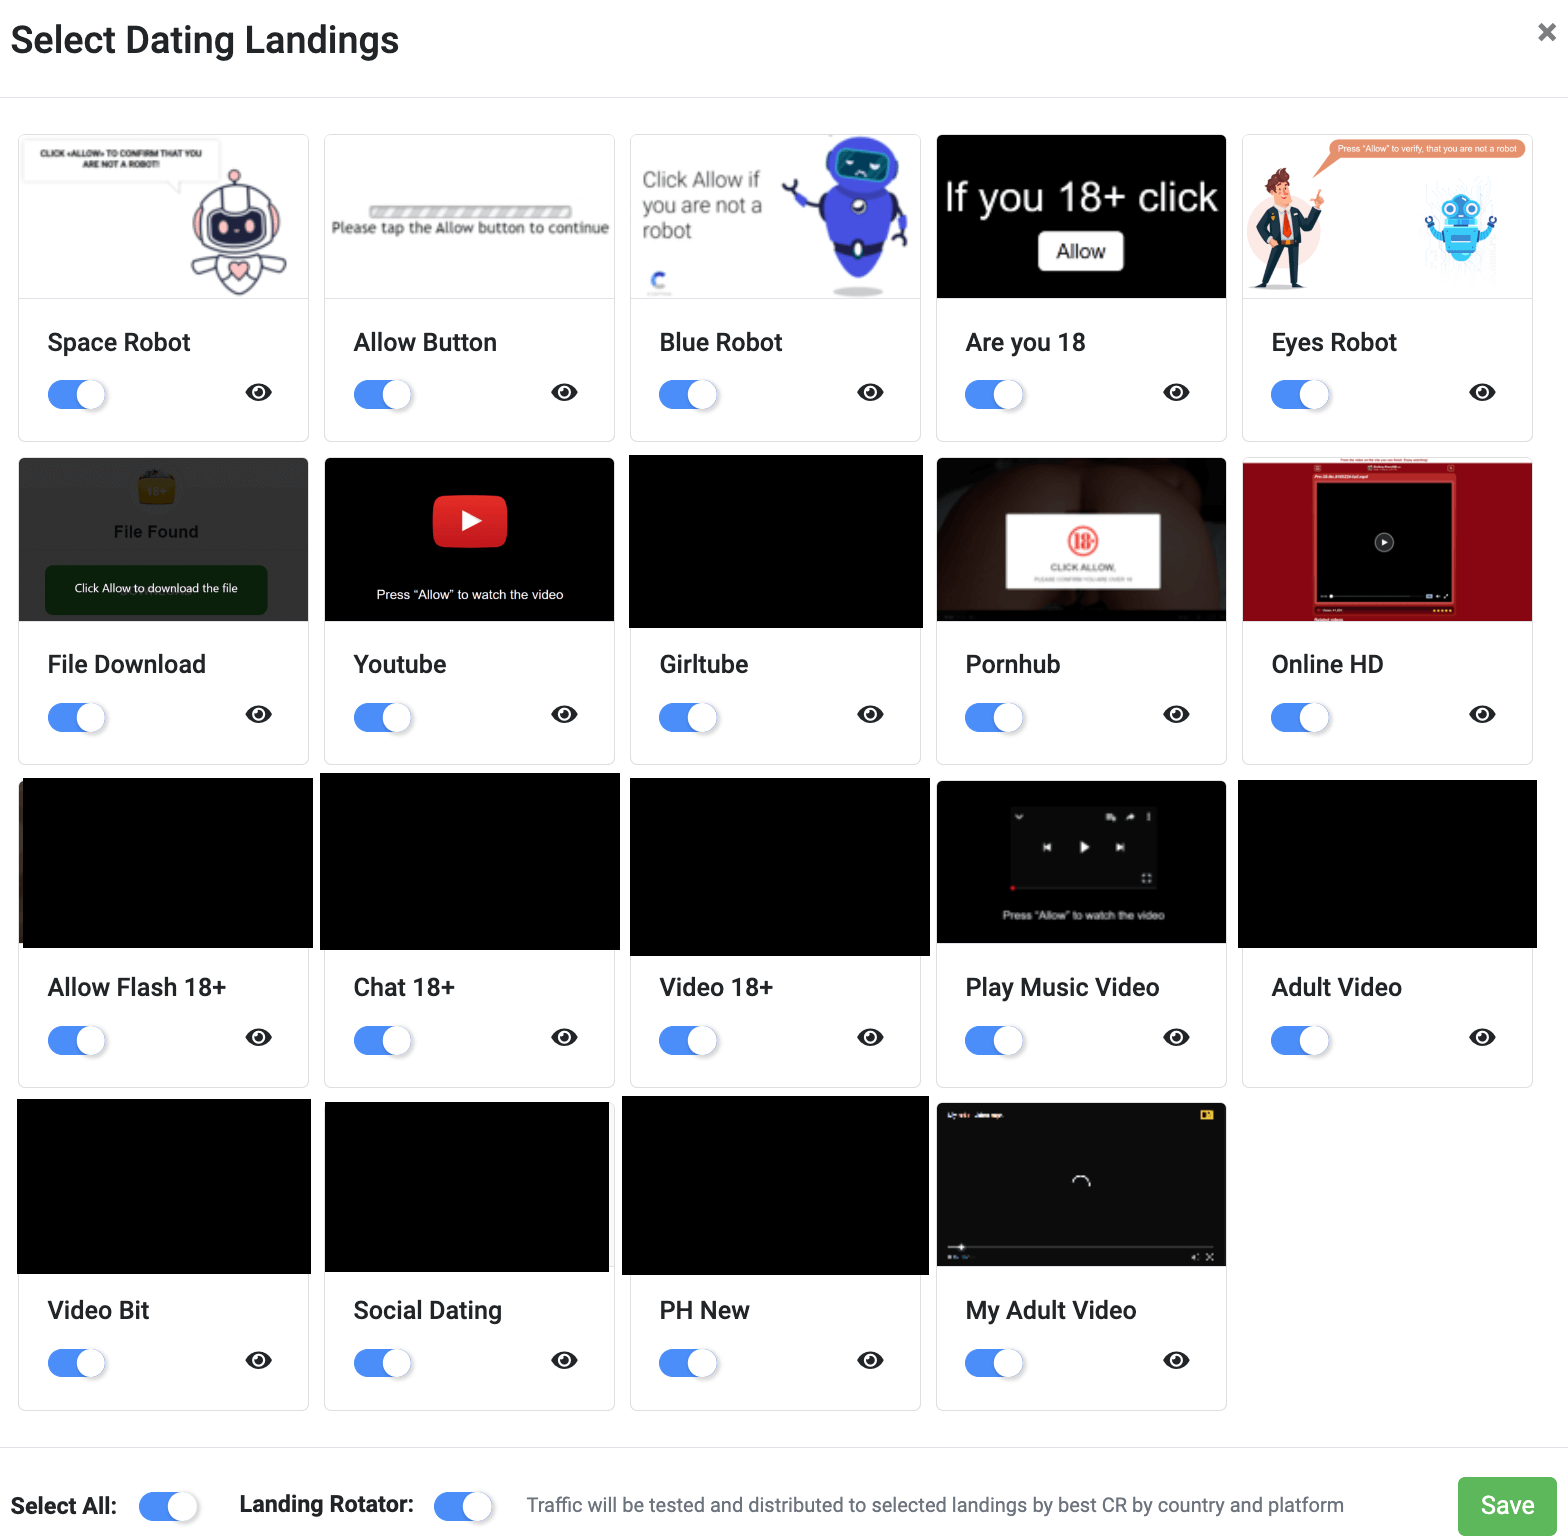 Select Dating Landings
CLICK «ALLOW» TO CONFIRM THAT YOU
ARE NOT A ROBOT!
Space Robot
Please tap the Allow button to continue
Allow Button
Click Allow if
you are not a
robot
Blue Robot
If you 18+ click
Allow
Are you 18
Press “Allow” to verify, that you are not a robot
Eyes Robot
18+
File Found
Click Allow to download the file
File Download
Press “Allow” to watch the video
Youtube
Girltube
18+
CLICK ALLOW,
PLEASE CONFIRM YOU ARE OVER 18
Pornhub
Online HD
Allow Flash 18+
Chat 18+
Video 18+
Press “Allow” to watch the video
Play Music Video
Adult Video
Video Bit
Social Dating
PH New
My Adult Video
Select All:
Landing Rotator:
Traffic will be tested and distributed to selected landings by best CR by country and platform
Save